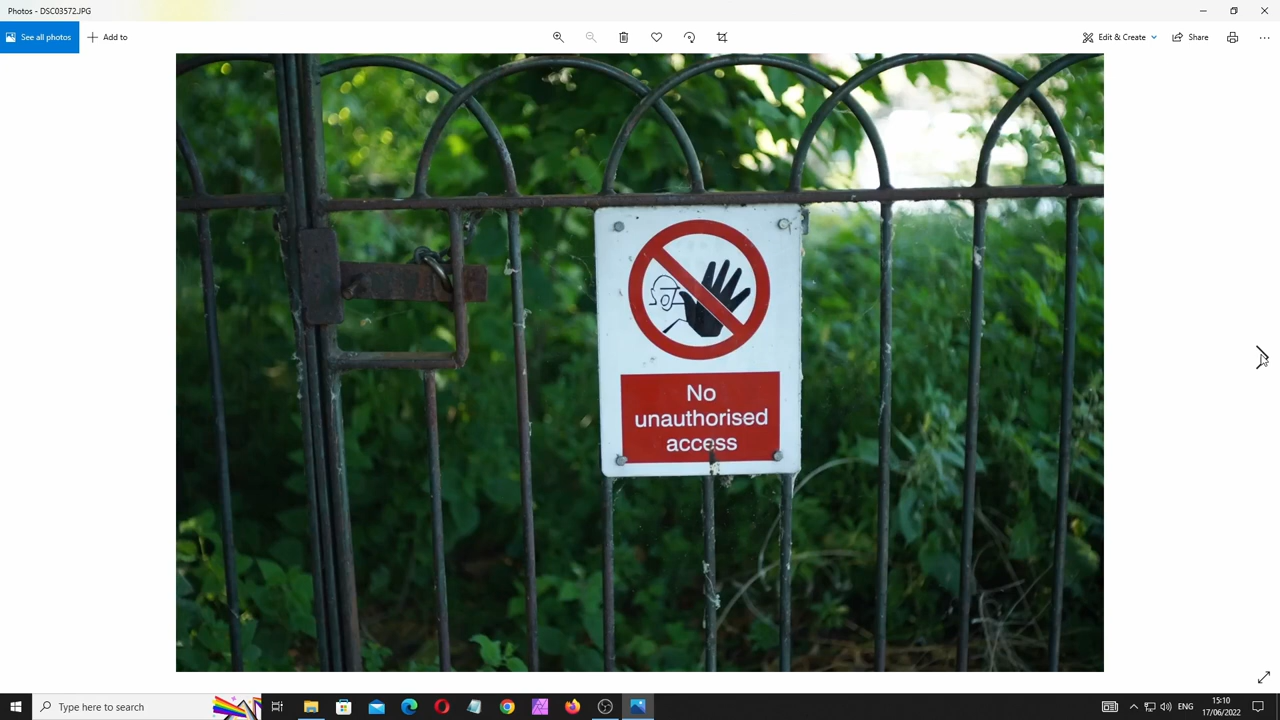 Photos - DSC03572.JPG
See all photos
Add to
Edit & Create
Share
No
unauthorised
access
Type here to search
ENG
15:10
17/06/2022